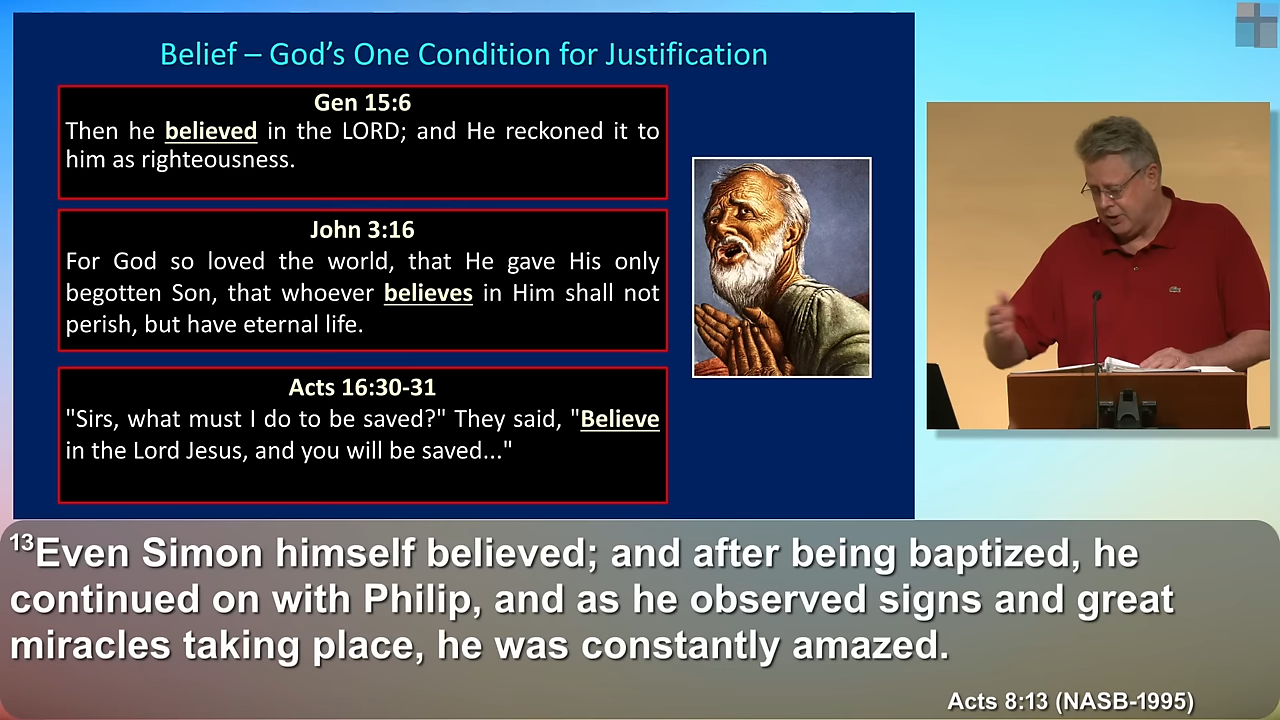 Belief – God's One Condition for Justification
Gen 15:6
Then he believed in the LORD; and He reckoned it to
him as righteousness.
John 3:16
For God so loved the world, that He gave His only
begotten Son, that whoever believes in Him shall not
perish, but have eternal life.
Acts 16:30-31
"Sirs, what must I do to be saved?" They said, "Believe
in the Lord Jesus, and you will be saved..."
13Even Simon himself believed; and after being baptized, he
continued on with Philip, and as he observed signs and great
miracles taking place, he was constantly amazed.
Acts 8:13 (NASB-1995)